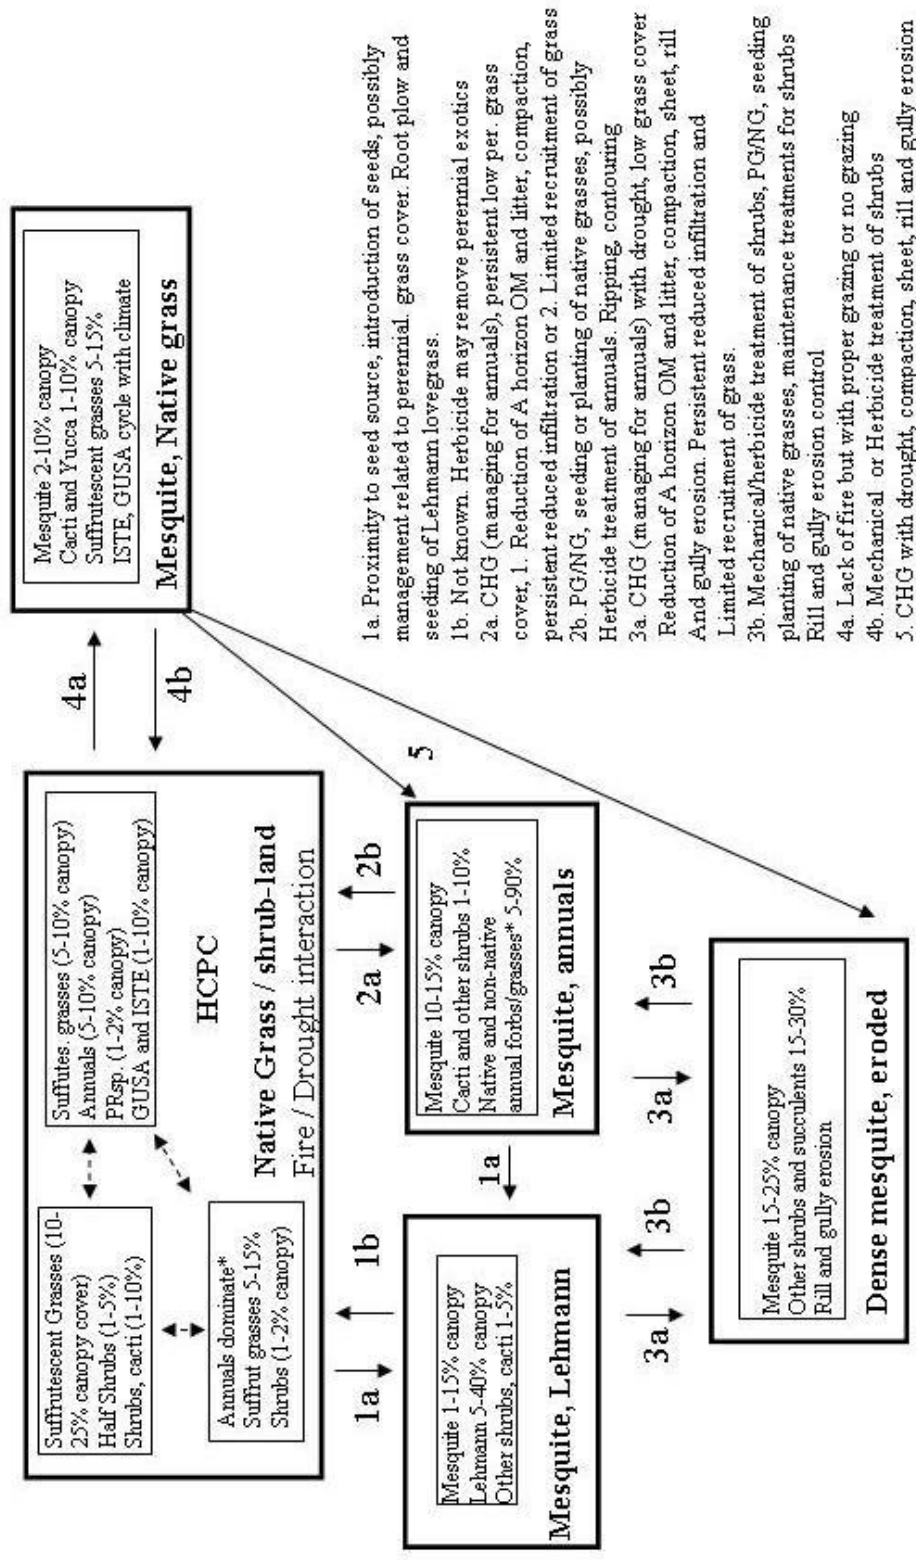 Suffrutescent Grasses (10-
25% canopy cover)
Half Shrubs (1-5%)
Shrubs, cacti (1-10%)
Suffutes. grasses (5-10% canopy)
Annuals (5-10% canopy)
PRsp. (1-2% canopy)
GUSA and ISTE (1-10% canopy)
Annuals dominate*
Suffrut grasses 5-15%
Shrubs (1-2% canopy)
HCPC
Native Grass / shrub-land
Fire / Drought interaction
4a
4b
Mesquite 2-10% canopy
Cacti and Yucca 1-10% canopy
Suffrutescent grasses 5-15%
ISTE, GUSA cycle with climate
Mesquite, Native grass
1a
1b
2a
2b
5
Mesquite 1-15% canopy
Lehmann 5-40% canopy
Other shrubs, cacti 1-5%
Mesquite, Lehmann
1a
Mesquite 10-15% canopy
Cacti and other shrubs 1-10%
Native and non-native
annual forbs/grasses* 5-90%
Mesquite, annuals
3a
3b
3a
3b
Mesquite 15-25% canopy
Other shrubs and succulents 15-30%
Rill and gully erosion
Dense mesquite, eroded
1a. Proximity to seed source, introduction of seeds, possibly
management related to perennial. grass cover. Root plow and
seeding of Lehmann lovegrass.
1b. Not known. Herbicide may remove perennial exotics
2a. CHG (managing for annuals), persistent low per. grass
cover, 1. Reduction of A horizon OM and litter, compaction,
persistent reduced infiltration or 2. Limited recruitment of grass
2b. PG/NG, seeding or planting of native grasses, possibly
Herbicide treatment of annuals. Ripping, contouring
3a. CHG (managing for annuals) with drought, low grass cover
Reduction of A horizon OM and litter, compaction, sheet, rill
And gully erosion. Persistent reduced infiltration and
Limited recruitment of grass.
3b. Mechanical/herbicide treatment of shrubs, PG/NG, seeding
planting of native grasses, maintenance treatments for shrubs
Rill and gully erosion control
4a. Lack of fire but with proper grazing or no grazing
4b. Mechanical or Herbicide treatment of shrubs
5. CHG with drought, compaction, sheet, rill and gully erosion